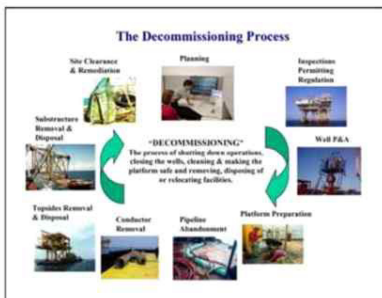 The Decommissioning Process
Site Clearance
& Remediation
Planning
Inspections
Permitting
Regulation
Substructure
Removal &
Disposal
"DECOMMISSIONING"
The process of shutting down operations,
closing the wells, cleaning & making the
platform safe and removing, disposing of
or relocating facilities.
Well P&A
Topsides Removal
& Disposal
Conductor
Removal
Pipeline
Abandonment
Platform Preparation